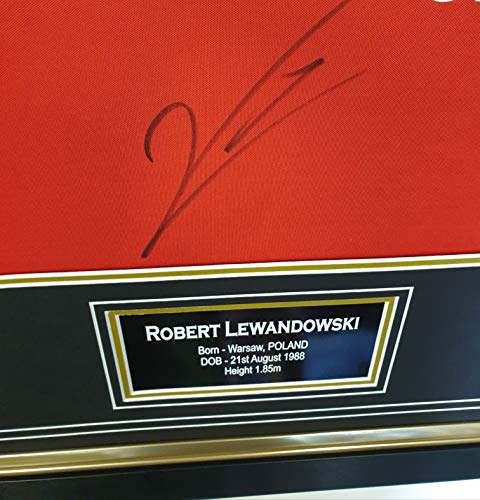 ROBERT LEWANDOWSKI
Born - Warsaw, POLAND
DOB - 21st August 1988
Height 1.85m